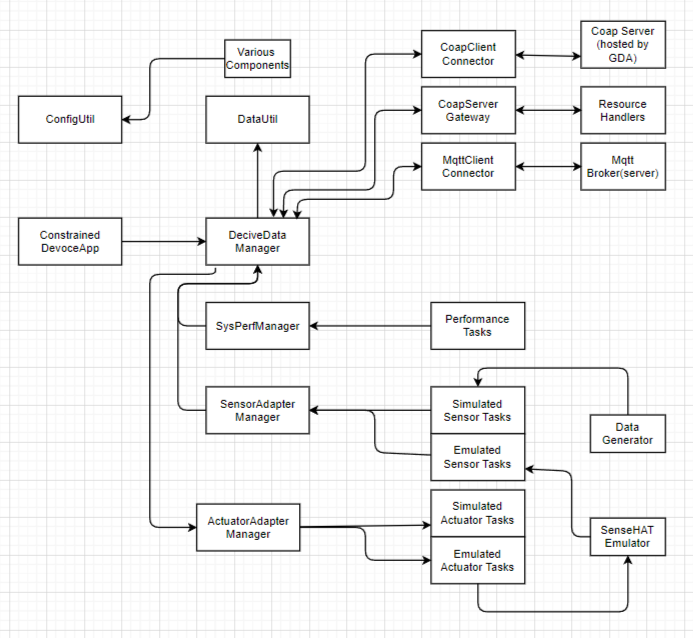 Various
Components
CoapClient
Connector
Coap Server
(hosted by
GDA)
ConfigUtil
DataUtil
CoapServer
Gateway
Resource
Handlers
MqttClient
Connector
Mqtt
Broker(server)
Constrained
DevoceApp
DeciveData
Manager
SysPerfManager
Performance
Tasks
SensorAdapter
Manager
Simulated
Sensor Tasks
Data
Generator
Emulated
Sensor Tasks
ActuatorAdapter
Manager
Simulated
Actuator Tasks
SenseHAT
Emulator
Emulated
Actuator Tasks